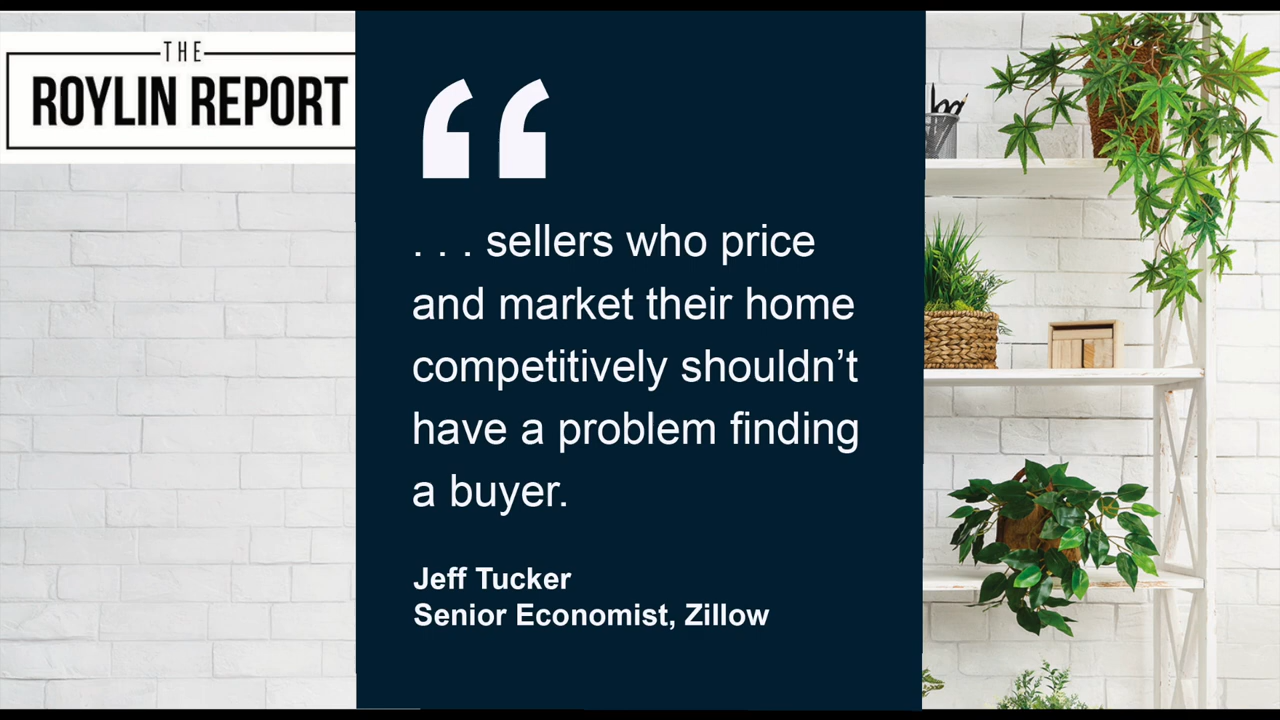 THE
ROYLIN REPORT
“
. . . sellers who price
and market their home
competitively shouldn’t
have a problem finding
a buyer.
Jeff Tucker
Senior Economist, Zillow